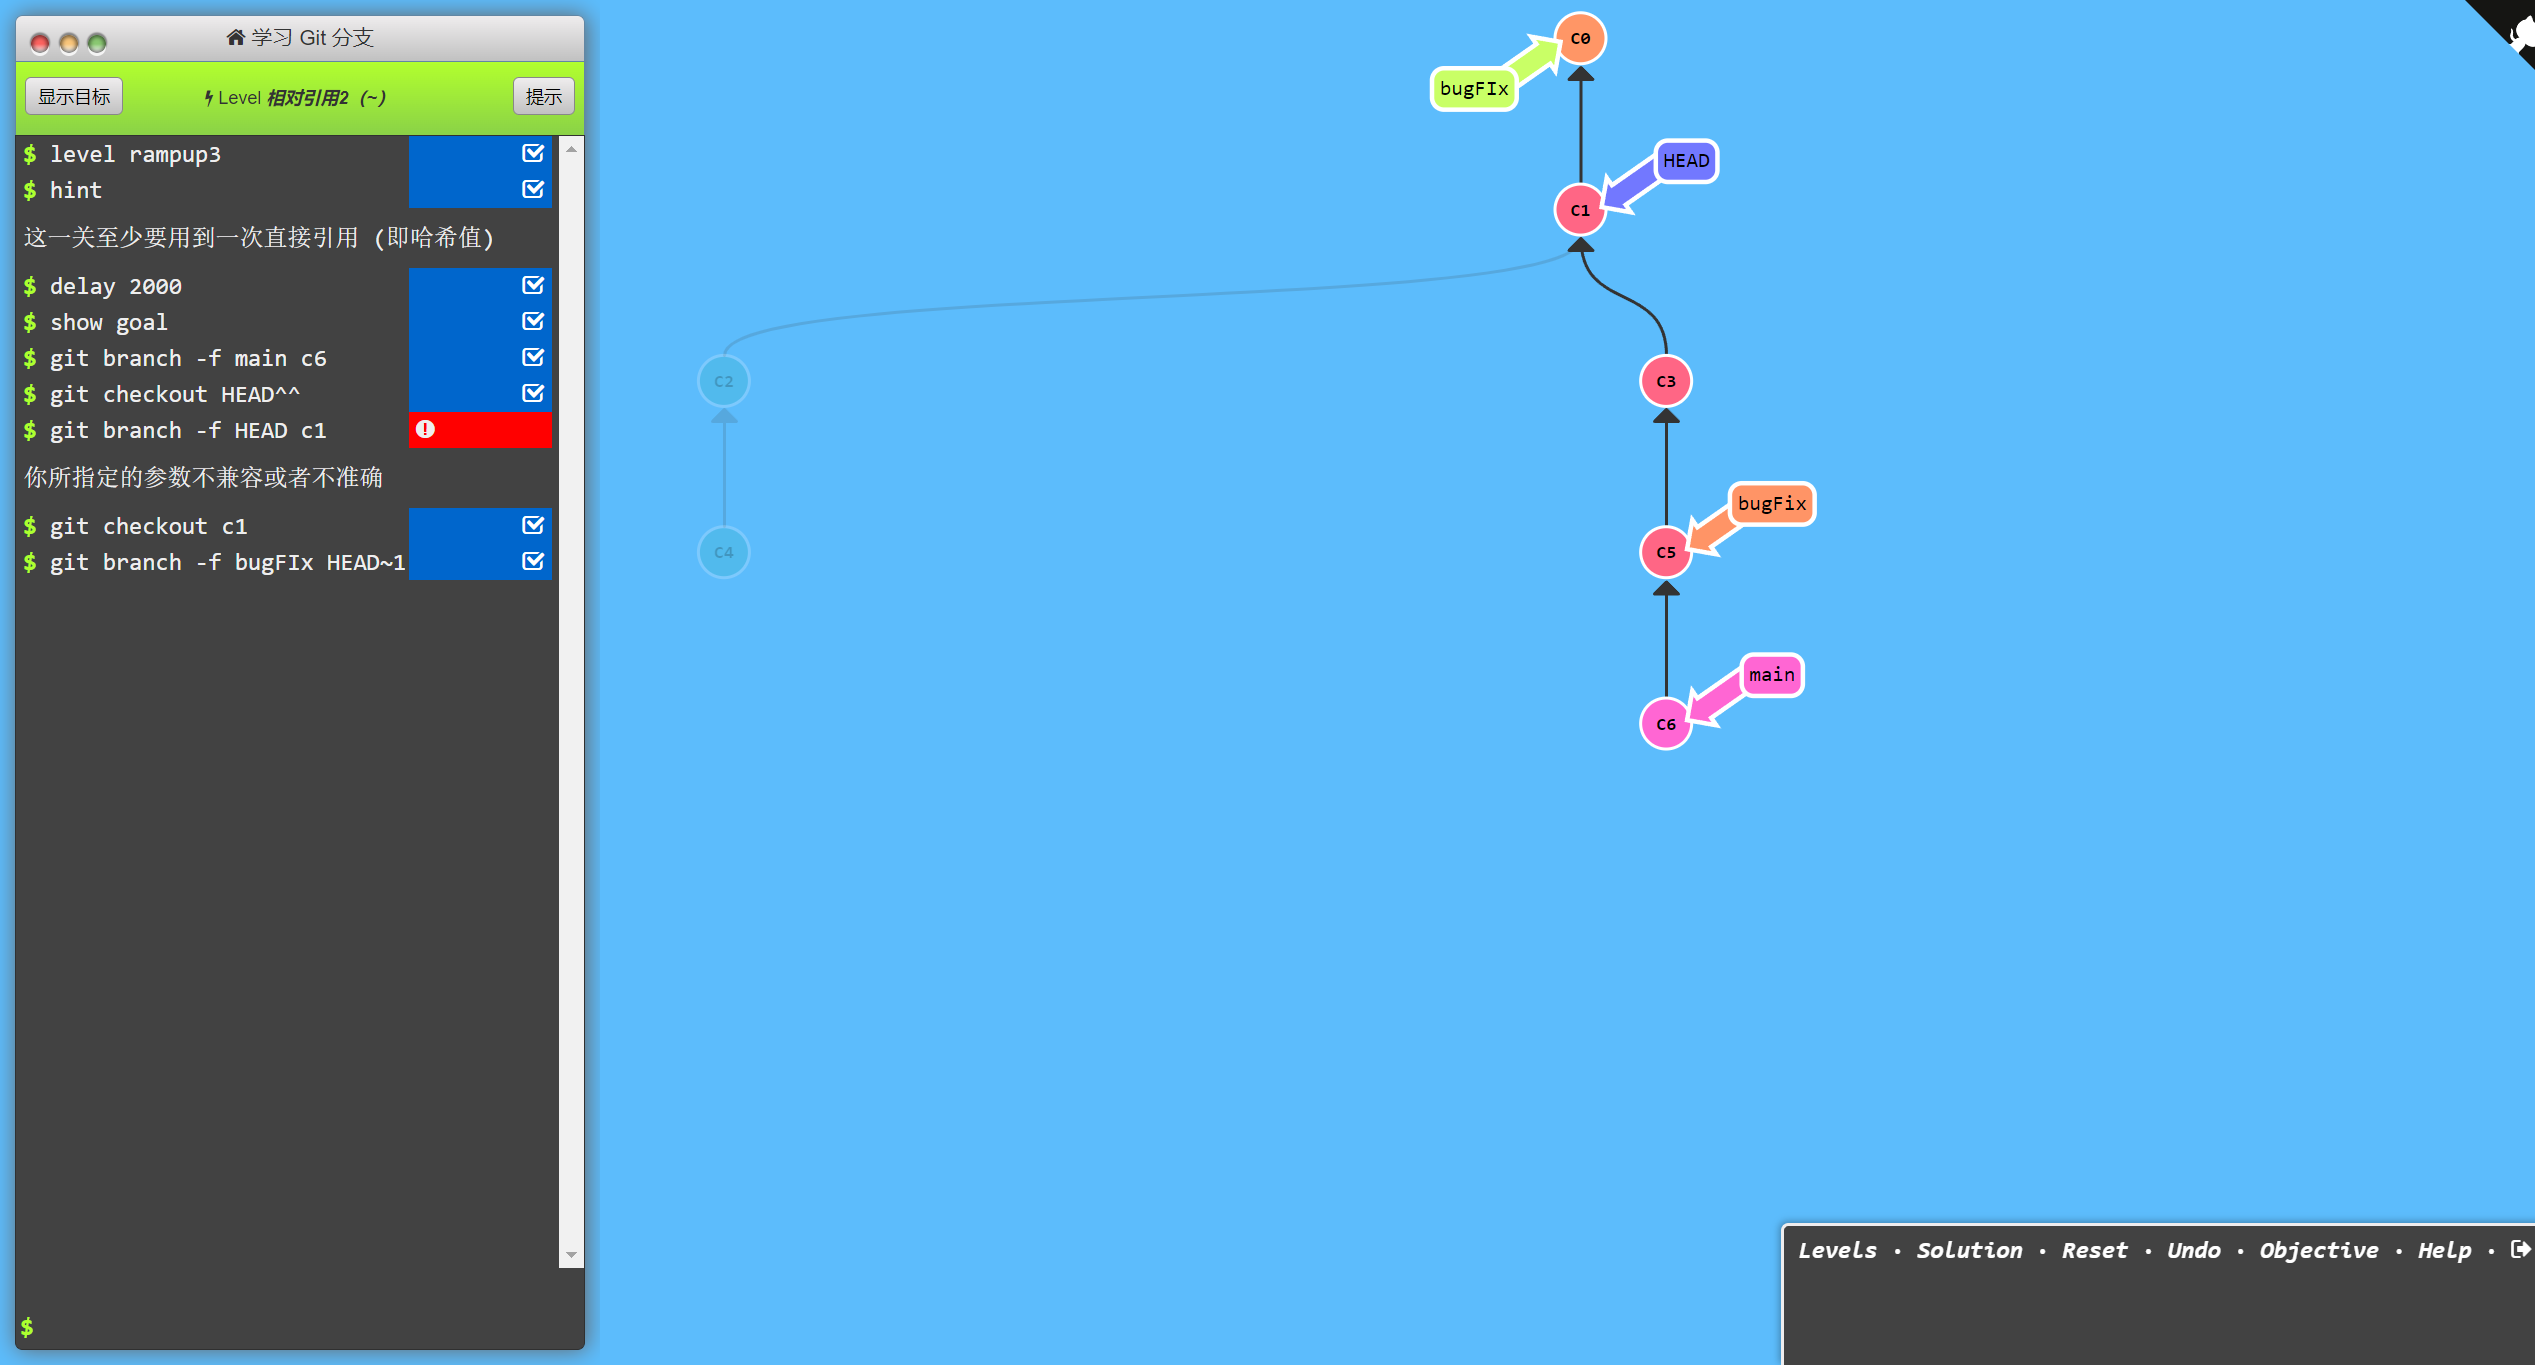 学习 Git 分支
显示目标
Level 相对引用2（~）
提示
$ level rampup3
$ hint
这一关至少要用到一次直接引用 (即哈希值)
$ delay 2000
$ show goal
$ git branch -f main c6
$ git checkout HEAD^^
$ git branch -f HEAD c1
你所指定的参数不兼容或者不准确
$ git checkout c1
$ git branch -f bugFIx HEAD~1
$
C0
bugFIx
HEAD
C1
C2
C3
bugFix
C4
C5
main
C6
Levels · Solution · Reset · Undo · Objective · Help ·